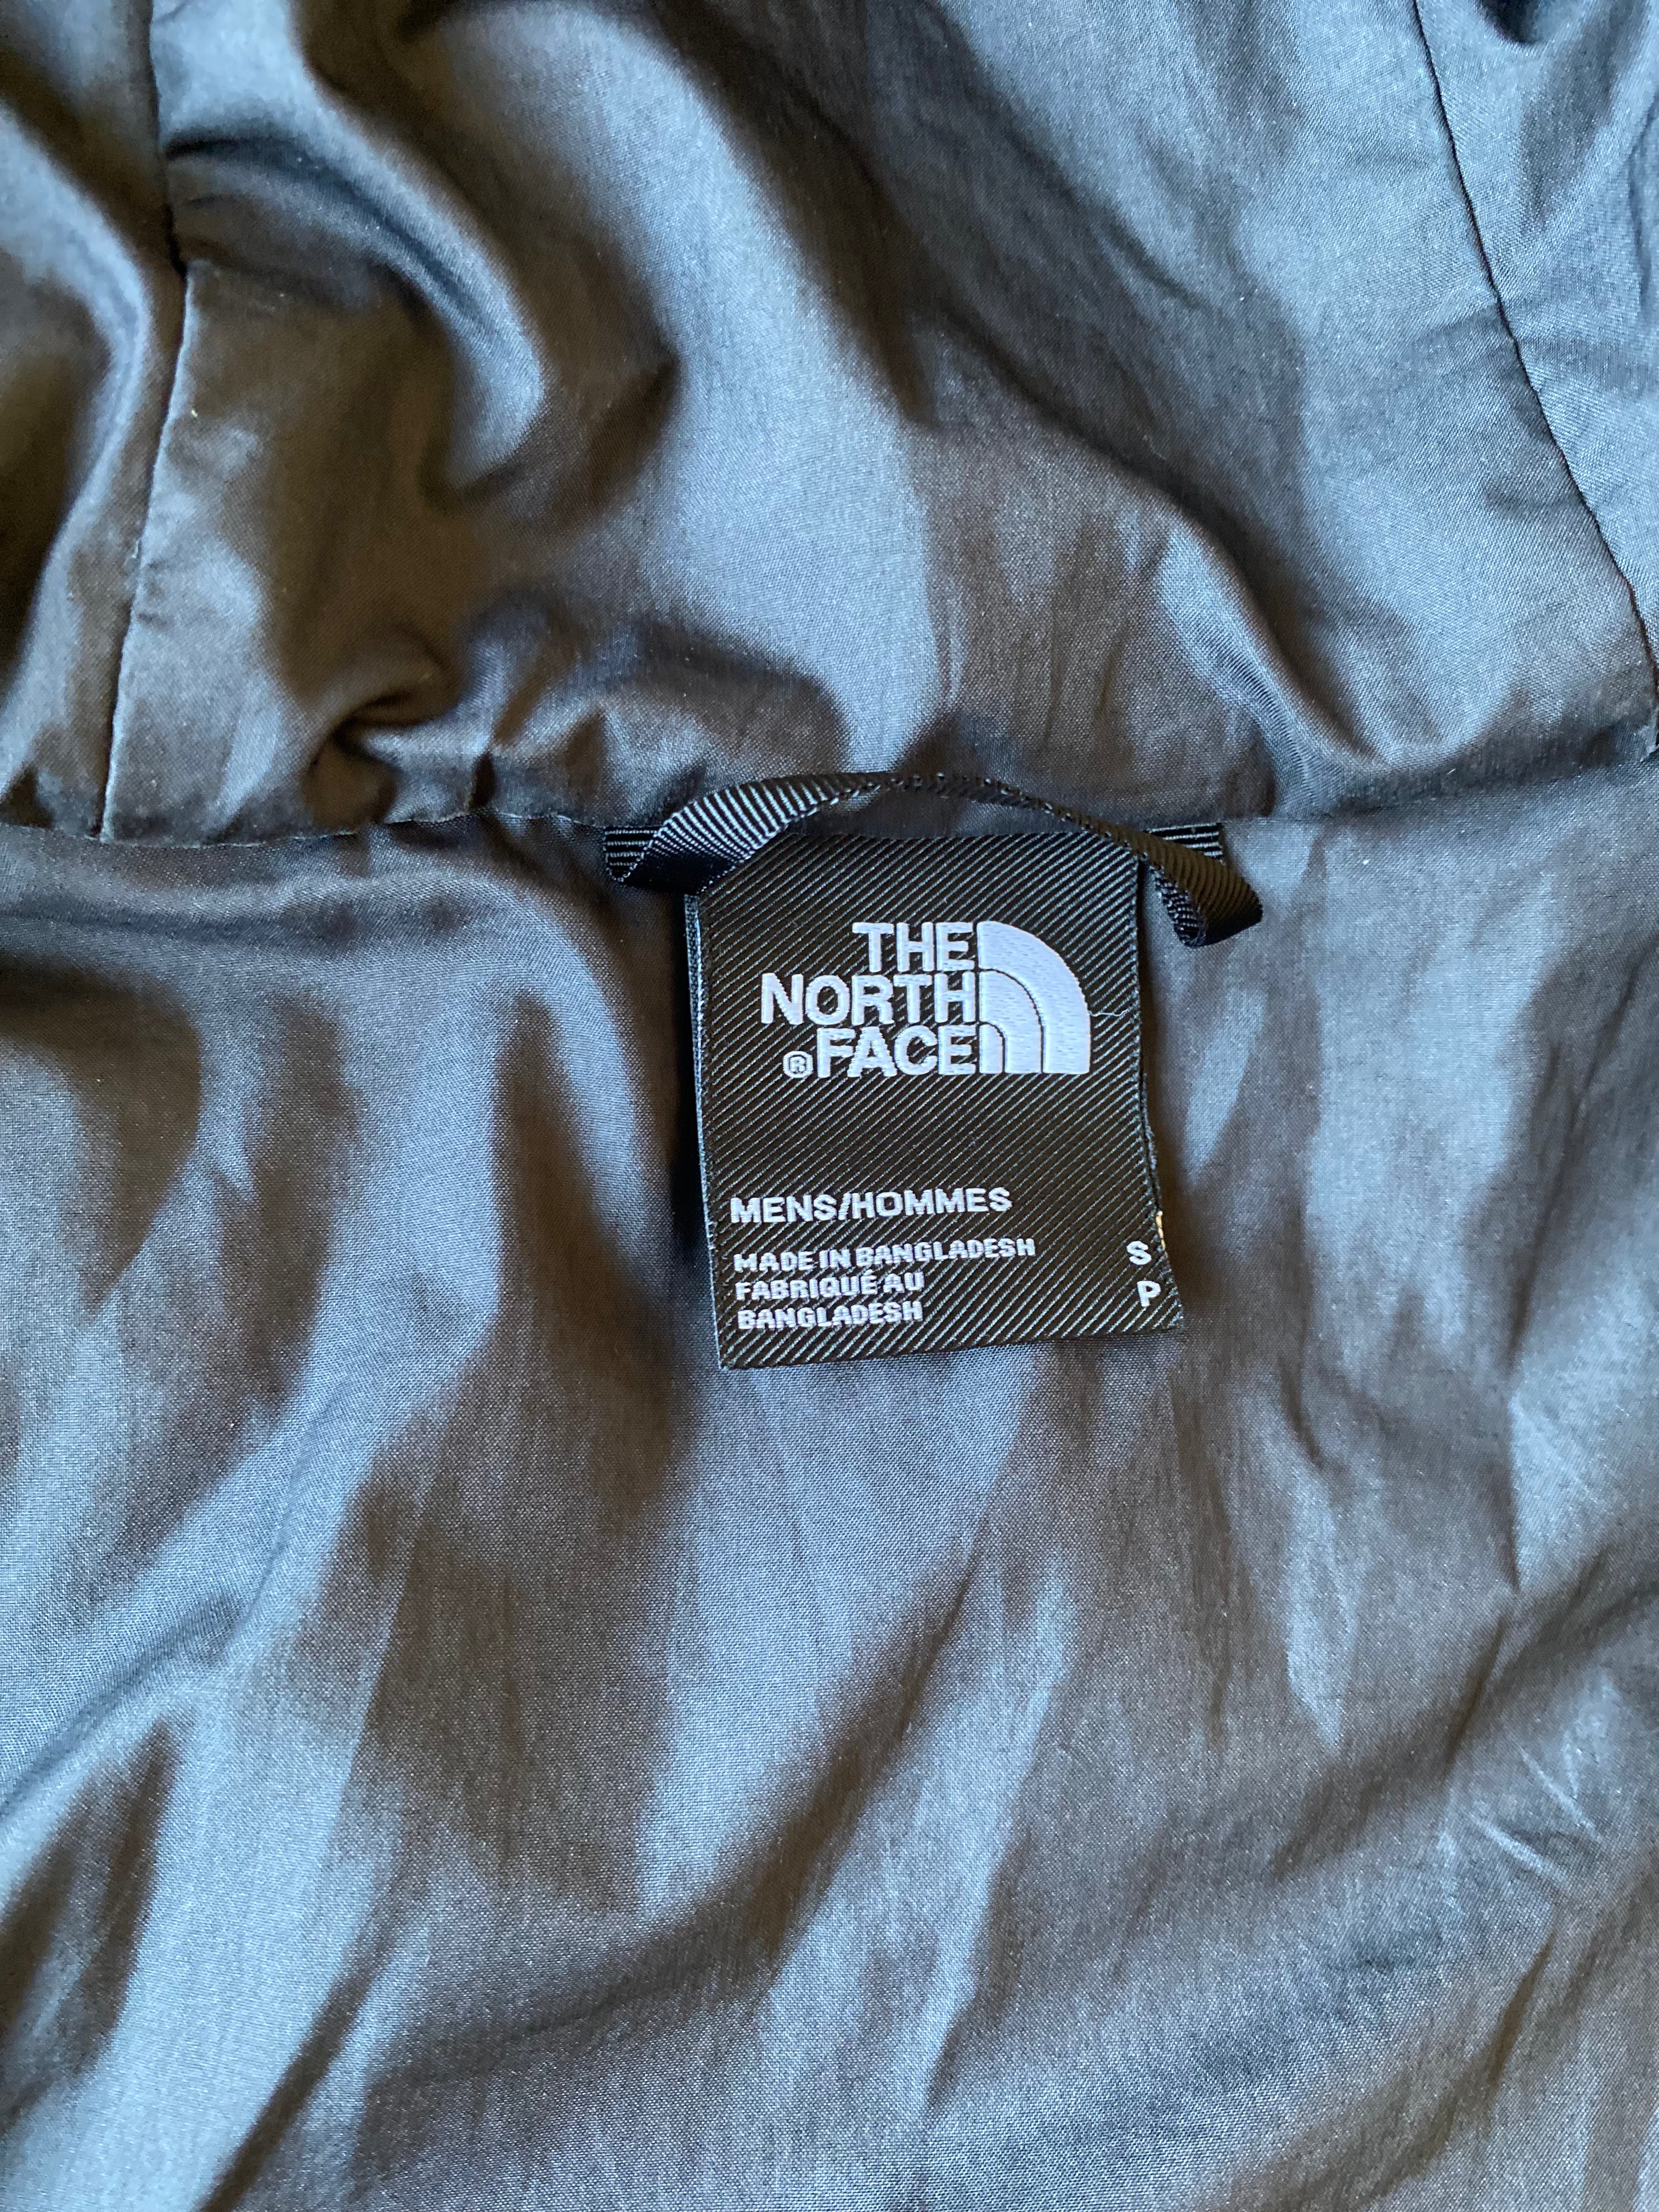 THE
NORTH
®FACE
MENS/HOMMES
MADE IN BANGLADESH S
FABRIQUÉ AU P
BANGLADESH